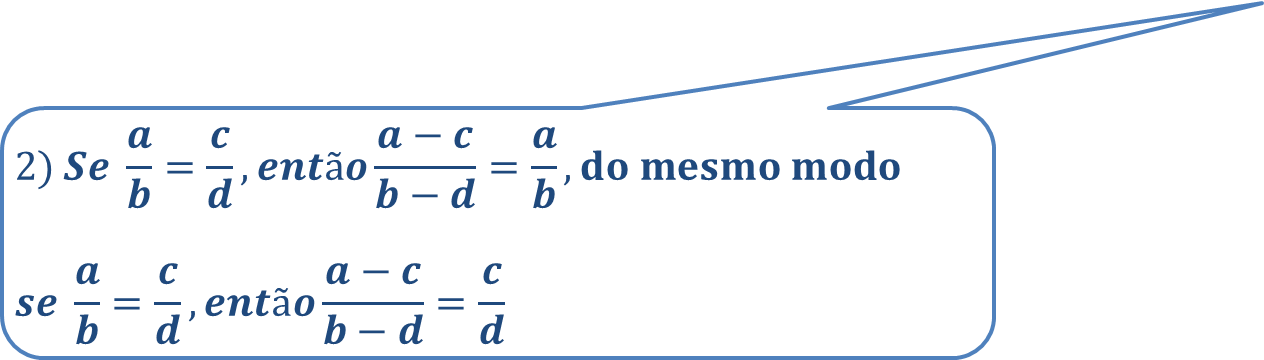 2) Se a/b = c/d, então (a − c)/(b − d) = a/b, do mesmo modo
se a/b = c/d, então (a − c)/(b − d) = c/d